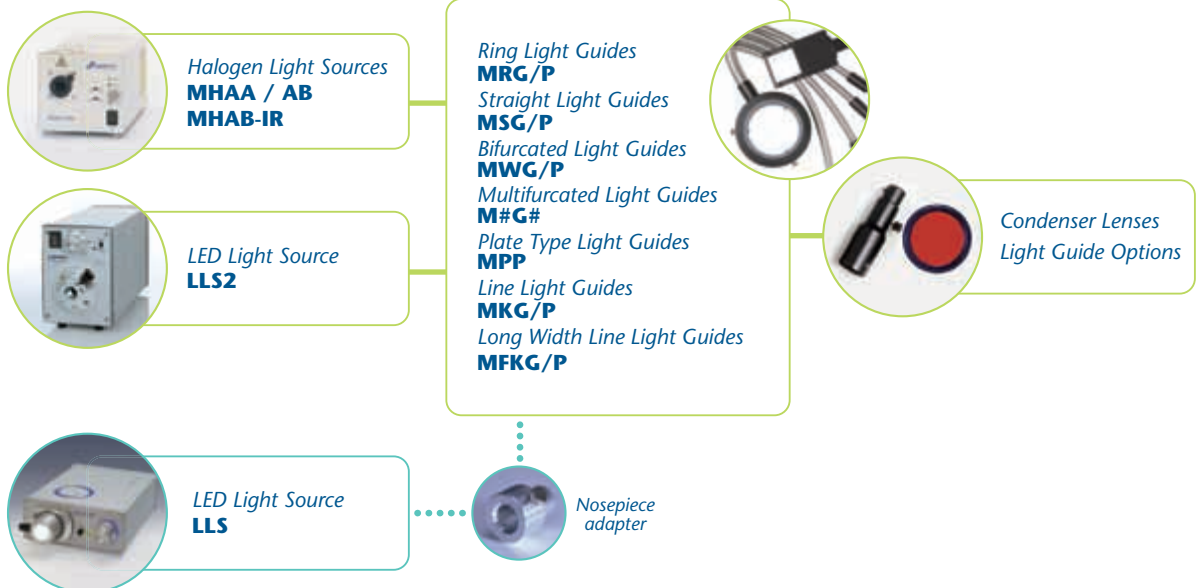 Halogen Light Sources
MHAA / AB
MHAB-IR
LED Light Source
LLS2
Ring Light Guides
MRG/P
Straight Light Guides
MSG/P
Bifurcated Light Guides
MWG/P
Multifurcated Light Guides
M#G#
Plate Type Light Guides
MPP
Line Light Guides
MKG/P
Long Width Line Light Guides
MFKG/P
Condenser Lenses
Light Guide Options
LED Light Source
LLS
Nosepiece
adapter